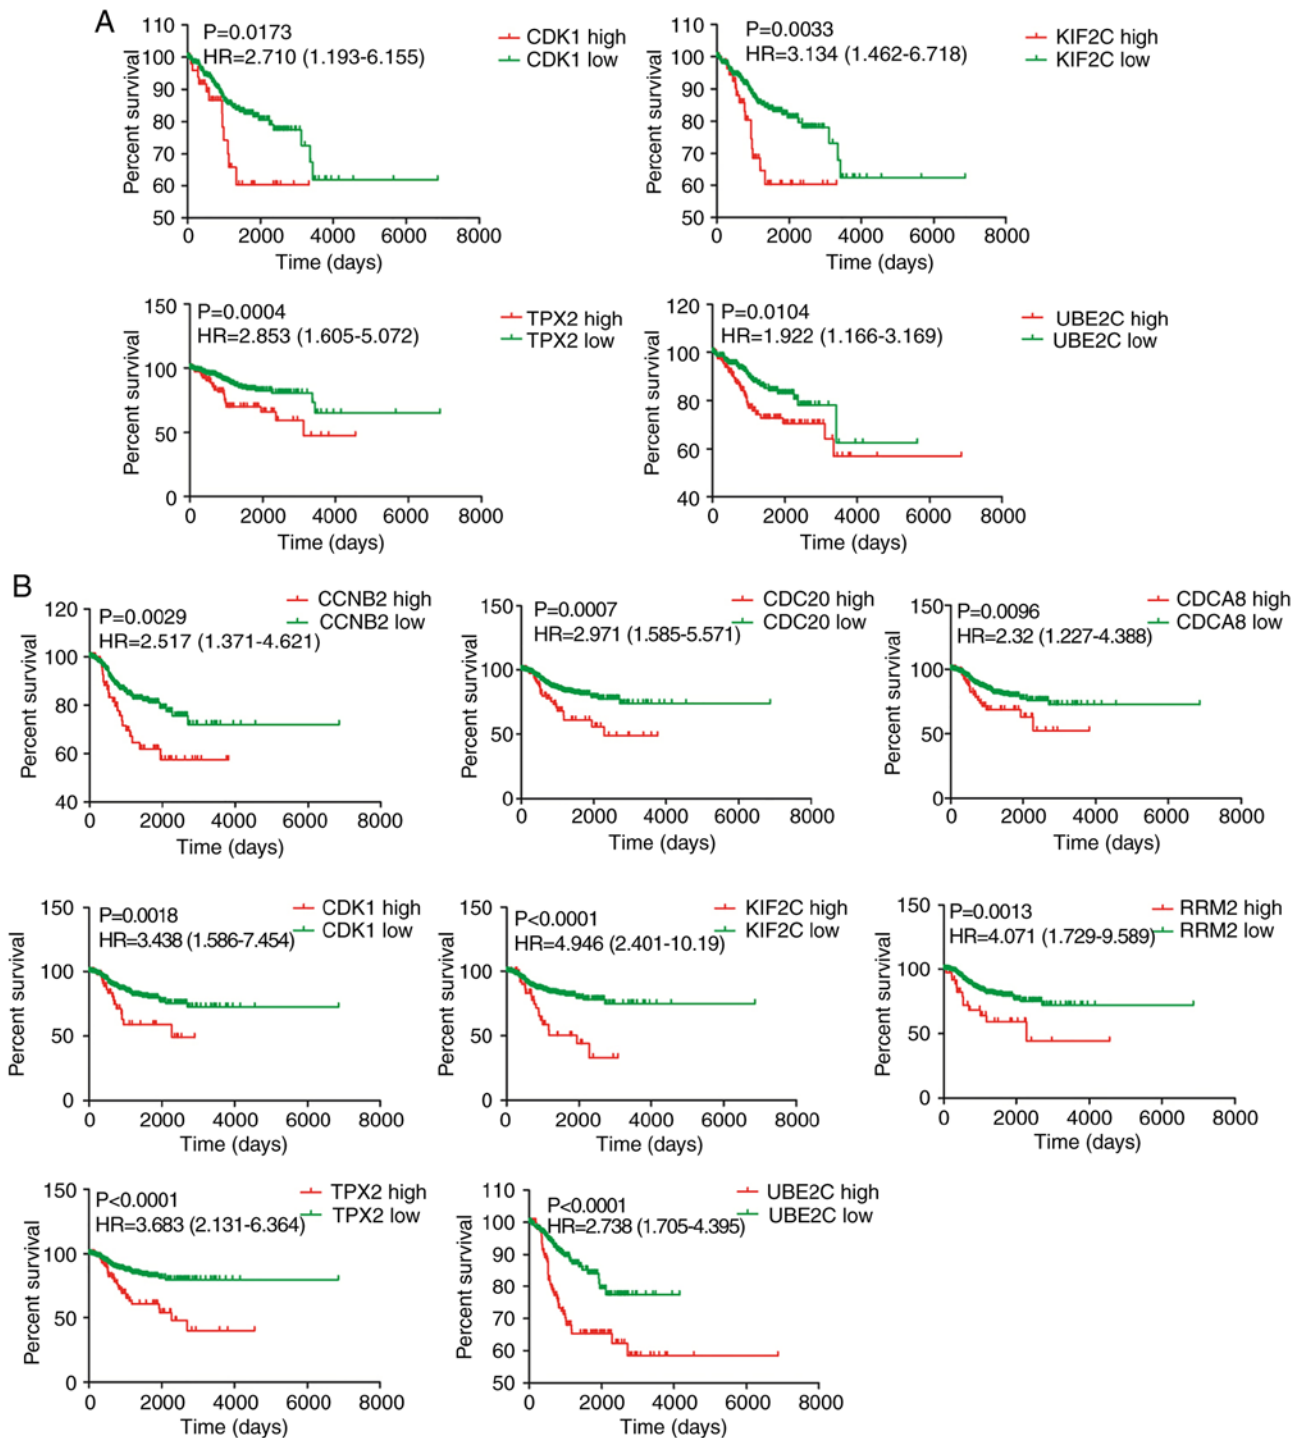 A
P=0.0173
HR=2.710 (1.193-6.155)
CDK1 high
CDK1 low
Percent survival
110
100
90
80
70
60
50
0 2000 4000 6000 8000
Time (days)
P=0.0033
HR=3.134 (1.462-6.718)
KIF2C high
KIF2C low
Percent survival
110
100
90
80
70
60
50
0 2000 4000 6000 8000
Time (days)
P=0.0004
HR=2.853 (1.605-5.072)
TPX2 high
TPX2 low
Percent survival
150
100
50
0
0 2000 4000 6000 8000
Time (days)
P=0.0104
HR=1.922 (1.166-3.169)
UBE2C high
UBE2C low
Percent survival
120
100
80
60
40
0 2000 4000 6000 8000
Time (days)
B
P=0.0029
HR=2.517 (1.371-4.621)
CCNB2 high
CCNB2 low
Percent survival
120
100
80
60
40
0 2000 4000 6000 8000
Time (days)
P=0.0007
HR=2.971 (1.585-5.571)
CDC20 high
CDC20 low
Percent survival
150
100
50
0
0 2000 4000 6000 8000
Time (days)
P=0.0096
HR=2.32 (1.227-4.388)
CDCA8 high
CDCA8 low
Percent survival
150
100
50
0
0 2000 4000 6000 8000
Time (days)
P=0.0018
HR=3.438 (1.586-7.454)
CDK1 high
CDK1 low
Percent survival
150
100
50
0
0 2000 4000 6000 8000
Time (days)
P<0.0001
HR=4.946 (2.401-10.19)
KIF2C high
KIF2C low
Percent survival
150
100
50
0
0 2000 4000 6000 8000
Time (days)
P=0.0013
HR=4.071 (1.729-9.589)
RRM2 high
RRM2 low
Percent survival
150
100
50
0
0 2000 4000 6000 8000
Time (days)
P<0.0001
HR=3.683 (2.131-6.364)
TPX2 high
TPX2 low
Percent survival
150
100
50
0
0 2000 4000 6000 8000
Time (days)
P<0.0001
HR=2.738 (1.705-4.395)
UBE2C high
UBE2C low
Percent survival
110
100
90
80
70
60
50
0 2000 4000 6000 8000
Time (days)